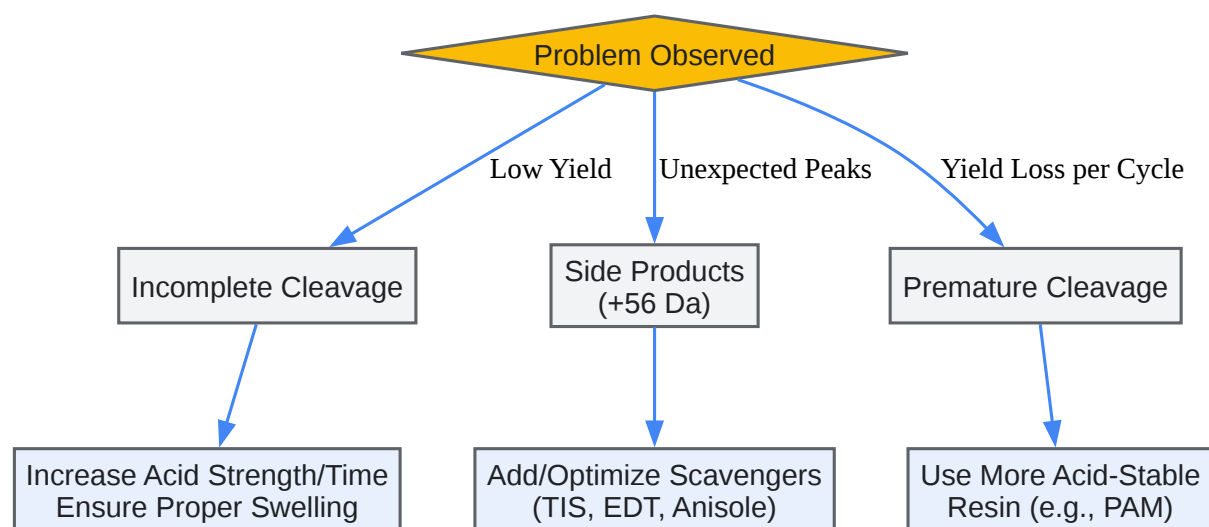 Problem Observed
Low Yield
Unexpected Peaks
Yield Loss per Cycle
Incomplete Cleavage
Side Products
(+56 Da)
Premature Cleavage
Increase Acid Strength/Time
Ensure Proper Swelling
Add/Optimize Scavengers
(TIS, EDT, Anisole)
Use More Acid-Stable
Resin (e.g., PAM)